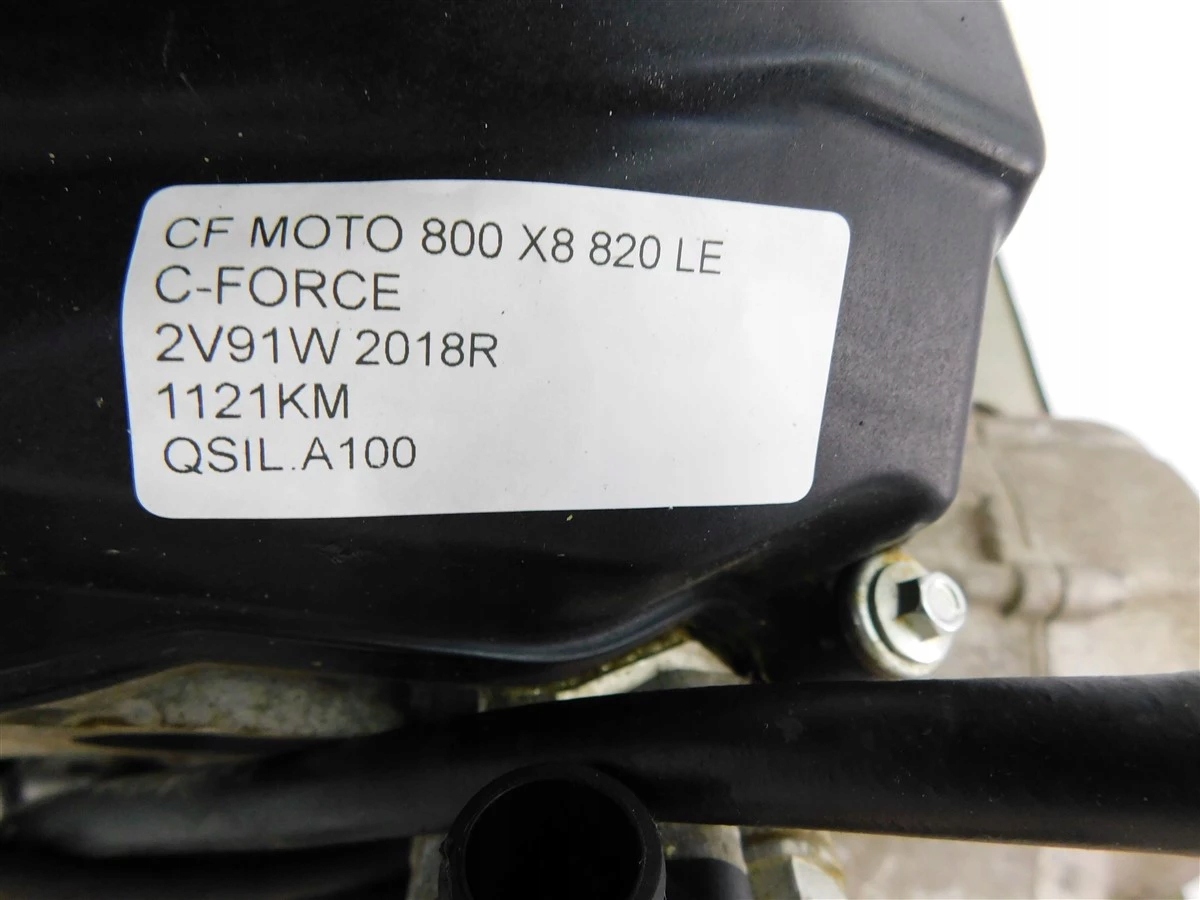 CF MOTO 800 X8 820 LE
C-FORCE
2V91W 2018R
1121KM
QSIL.A100